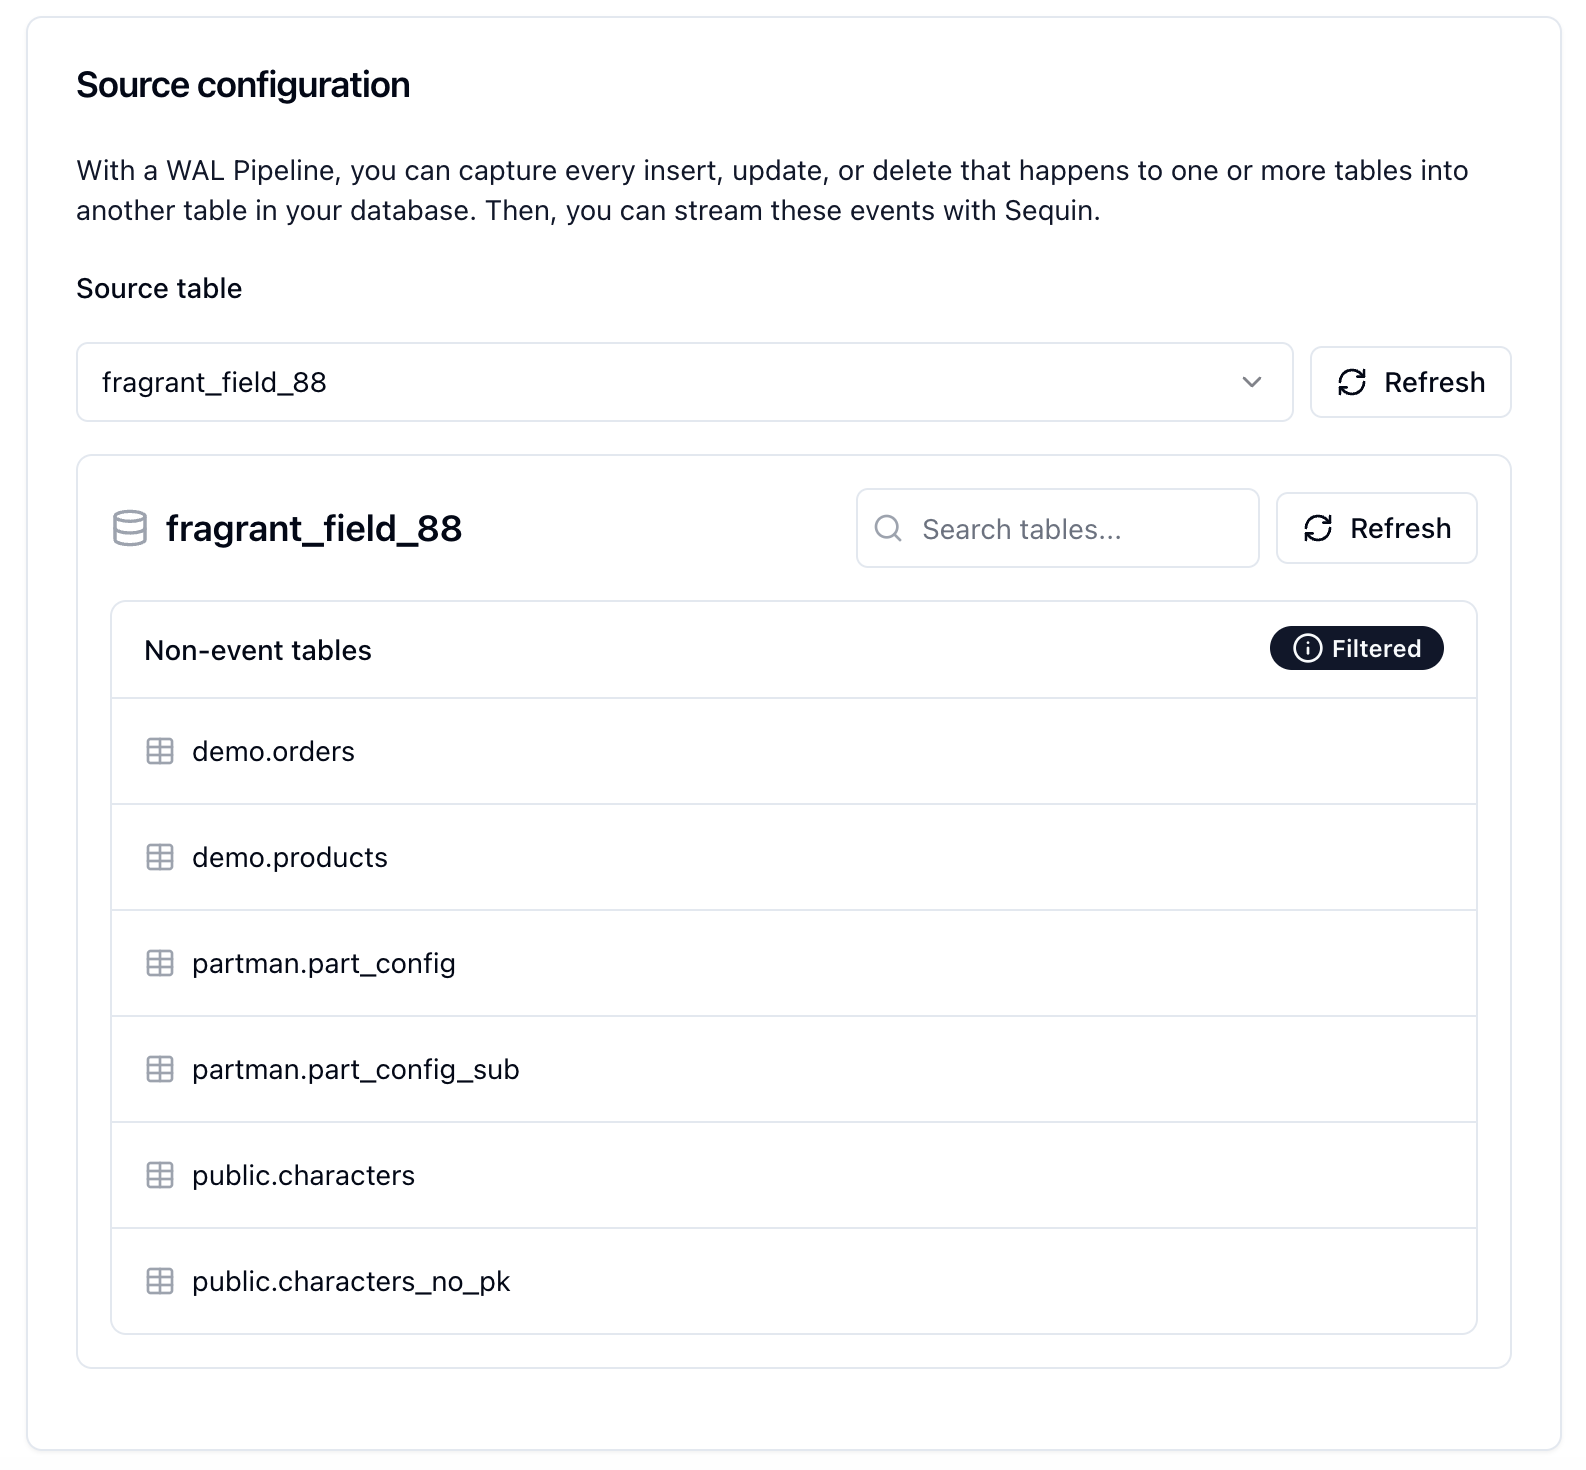 Source configuration
With a WAL Pipeline, you can capture every insert, update, or delete that happens to one or more tables into
another table in your database. Then, you can stream these events with Sequin.
Source table
fragrant_field_88
Refresh
fragrant_field_88
Search tables...
Refresh
Non-event tables
Filtered
demo.orders
demo.products
partman.part_config
partman.part_config_sub
public.characters
public.characters_no_pk